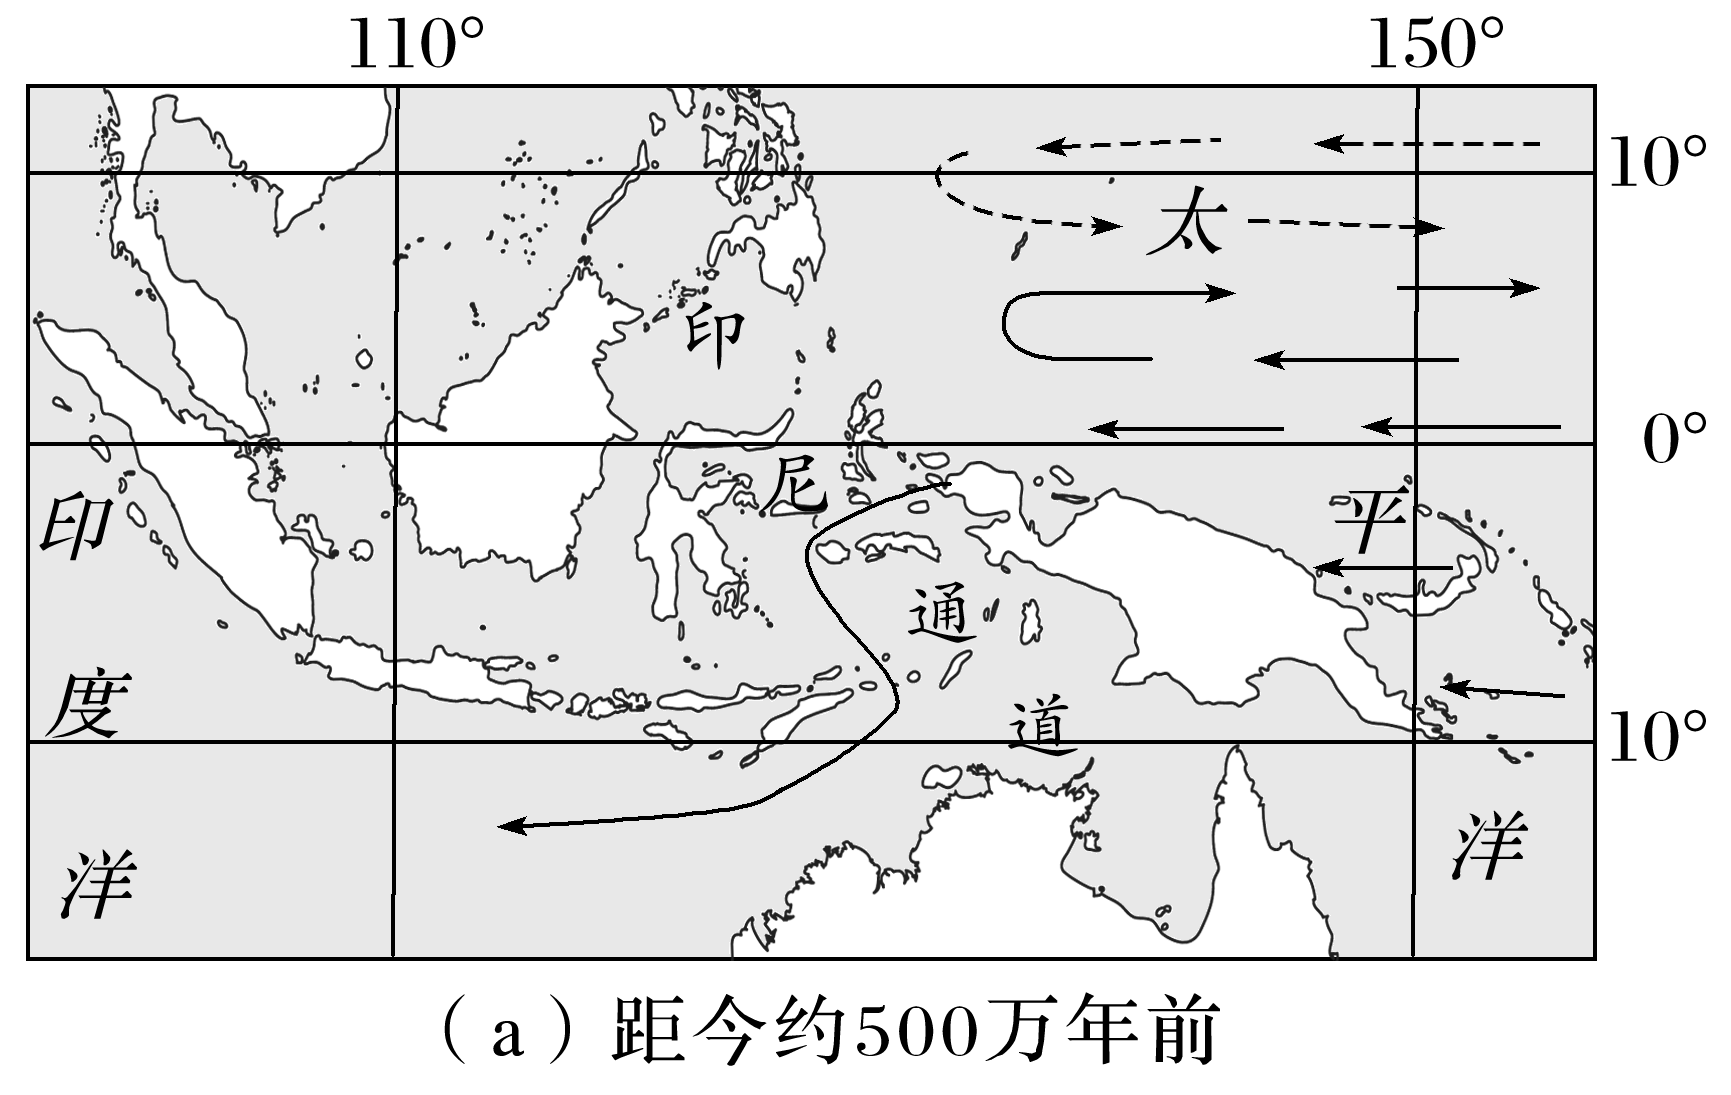 110° 150°
10°
太
印
0°
尼
印 平
通
度 道 10°
洋 洋
（a）距今约500万年前